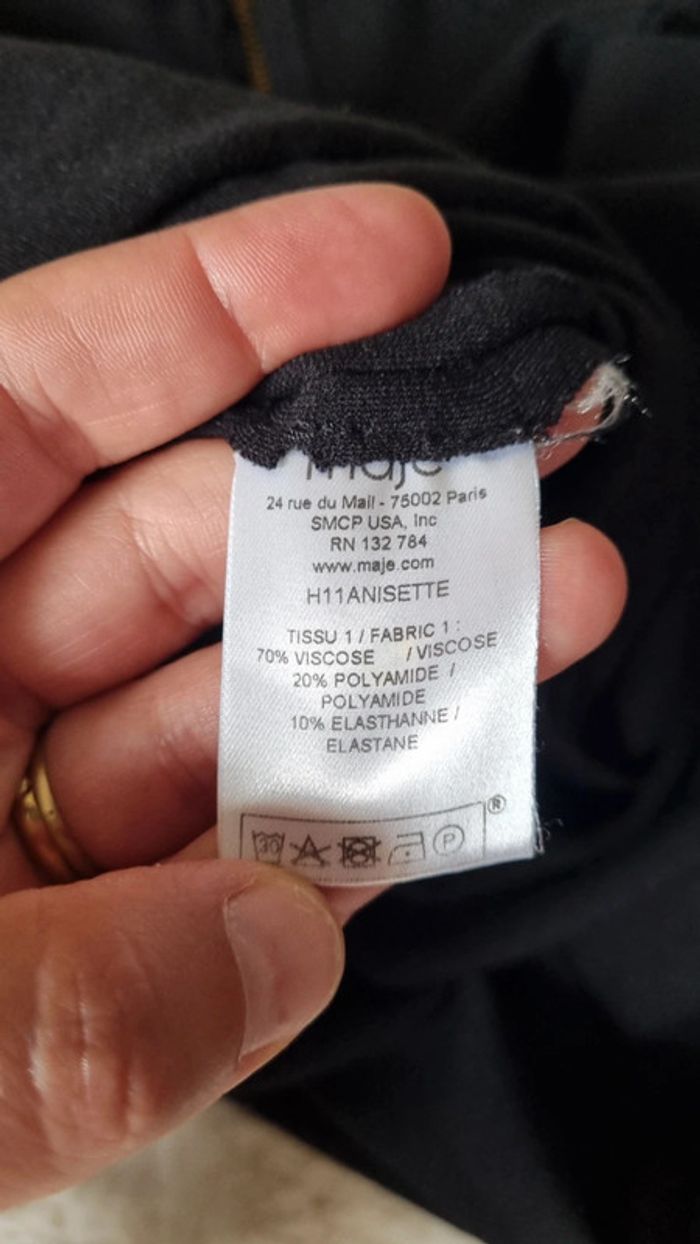 maje
24 rue du Mail - 75002 Paris
SMCP USA, Inc
RN 132 784
www.maje.com
H11ANISETTE
TISSU 1 / FABRIC 1 :
70% VISCOSE / VISCOSE
20% POLYAMIDE /
POLYAMIDE
10% ELASTHANNE /
ELASTANE
®
30
P